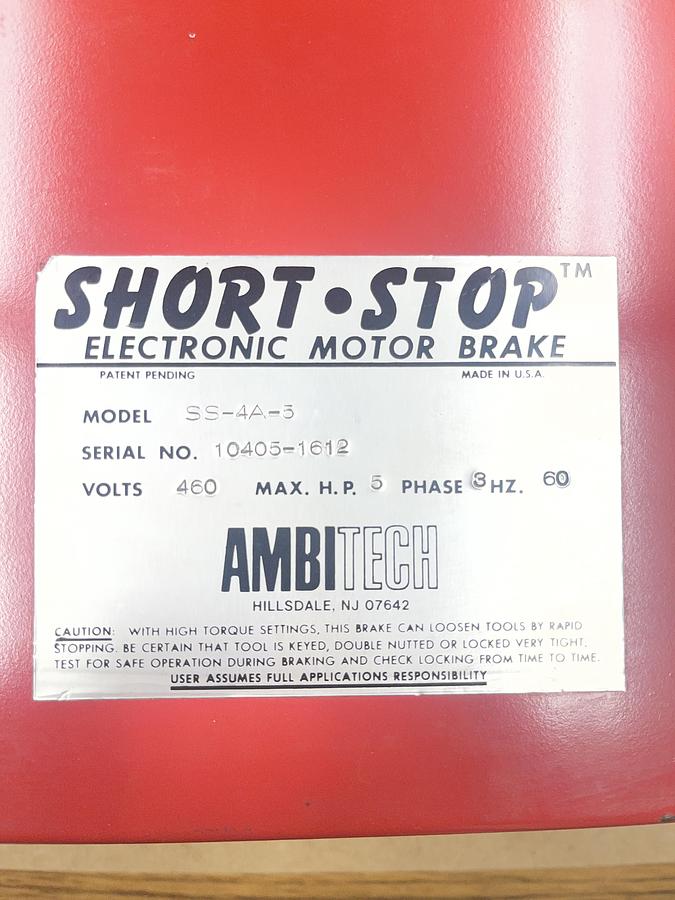 SHORT•STOP™
ELECTRONIC MOTOR BRAKE
PATENT PENDING MADE IN U.S.A.
MODEL SS-4A-5
SERIAL NO. 10405-1612
VOLTS 460 MAX. H.P. 5 PHASE 3 HZ. 60
AMBITECH
HILLSDALE, NJ 07642
CAUTION: WITH HIGH TORQUE SETTINGS, THIS BRAKE CAN LOOSEN TOOLS BY RAPID
STOPPING. BE CERTAIN THAT TOOL IS KEYED, DOUBLE NUTTED OR LOCKED VERY TIGHT.
TEST FOR SAFE OPERATION DURING BRAKING AND CHECK LOCKING FROM TIME TO TIME.
USER ASSUMES FULL APPLICATIONS RESPONSIBILITY